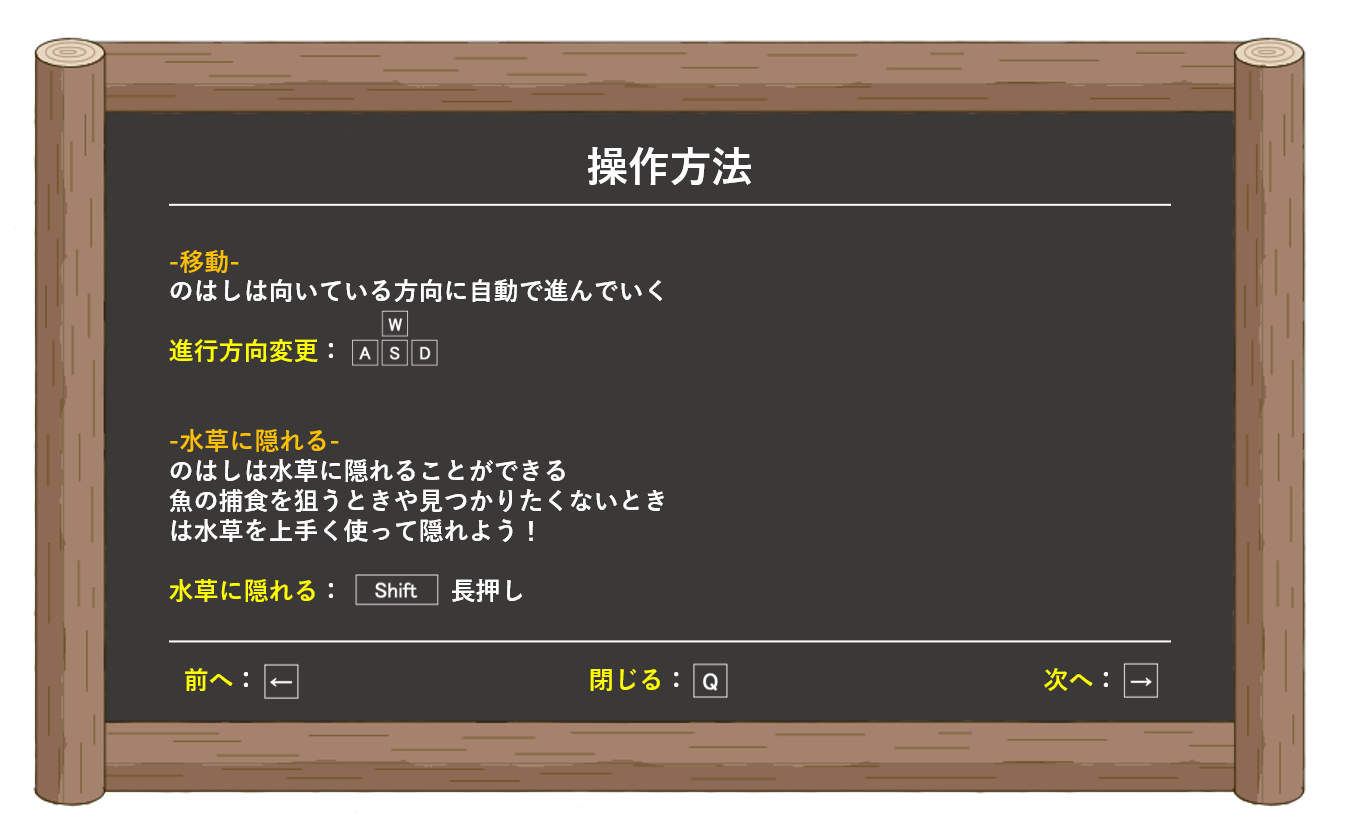 操作方法
-移動-
のはしは向いている方向に自動で進んでいく
W
進行方向変更： A S D
-水草に隠れる-
のはしは水草に隠れることができる
魚の捕食を狙うときや見つかりたくないとき
は水草を上手く使って隠れよう！
水草に隠れる： Shift 長押し
前へ：← 閉じる：Q 次へ：→